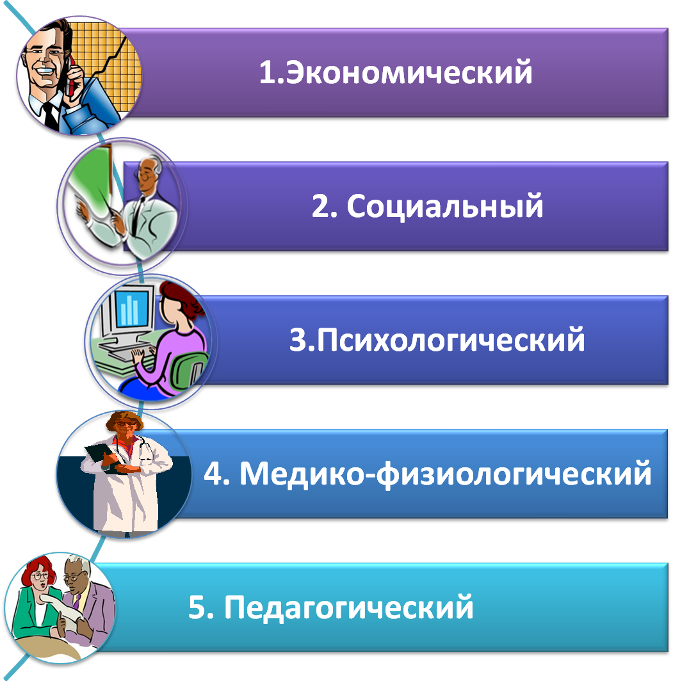 1.Экономический
2. Социальный
3.Психологический
4. Медико-физиологический
5. Педагогический